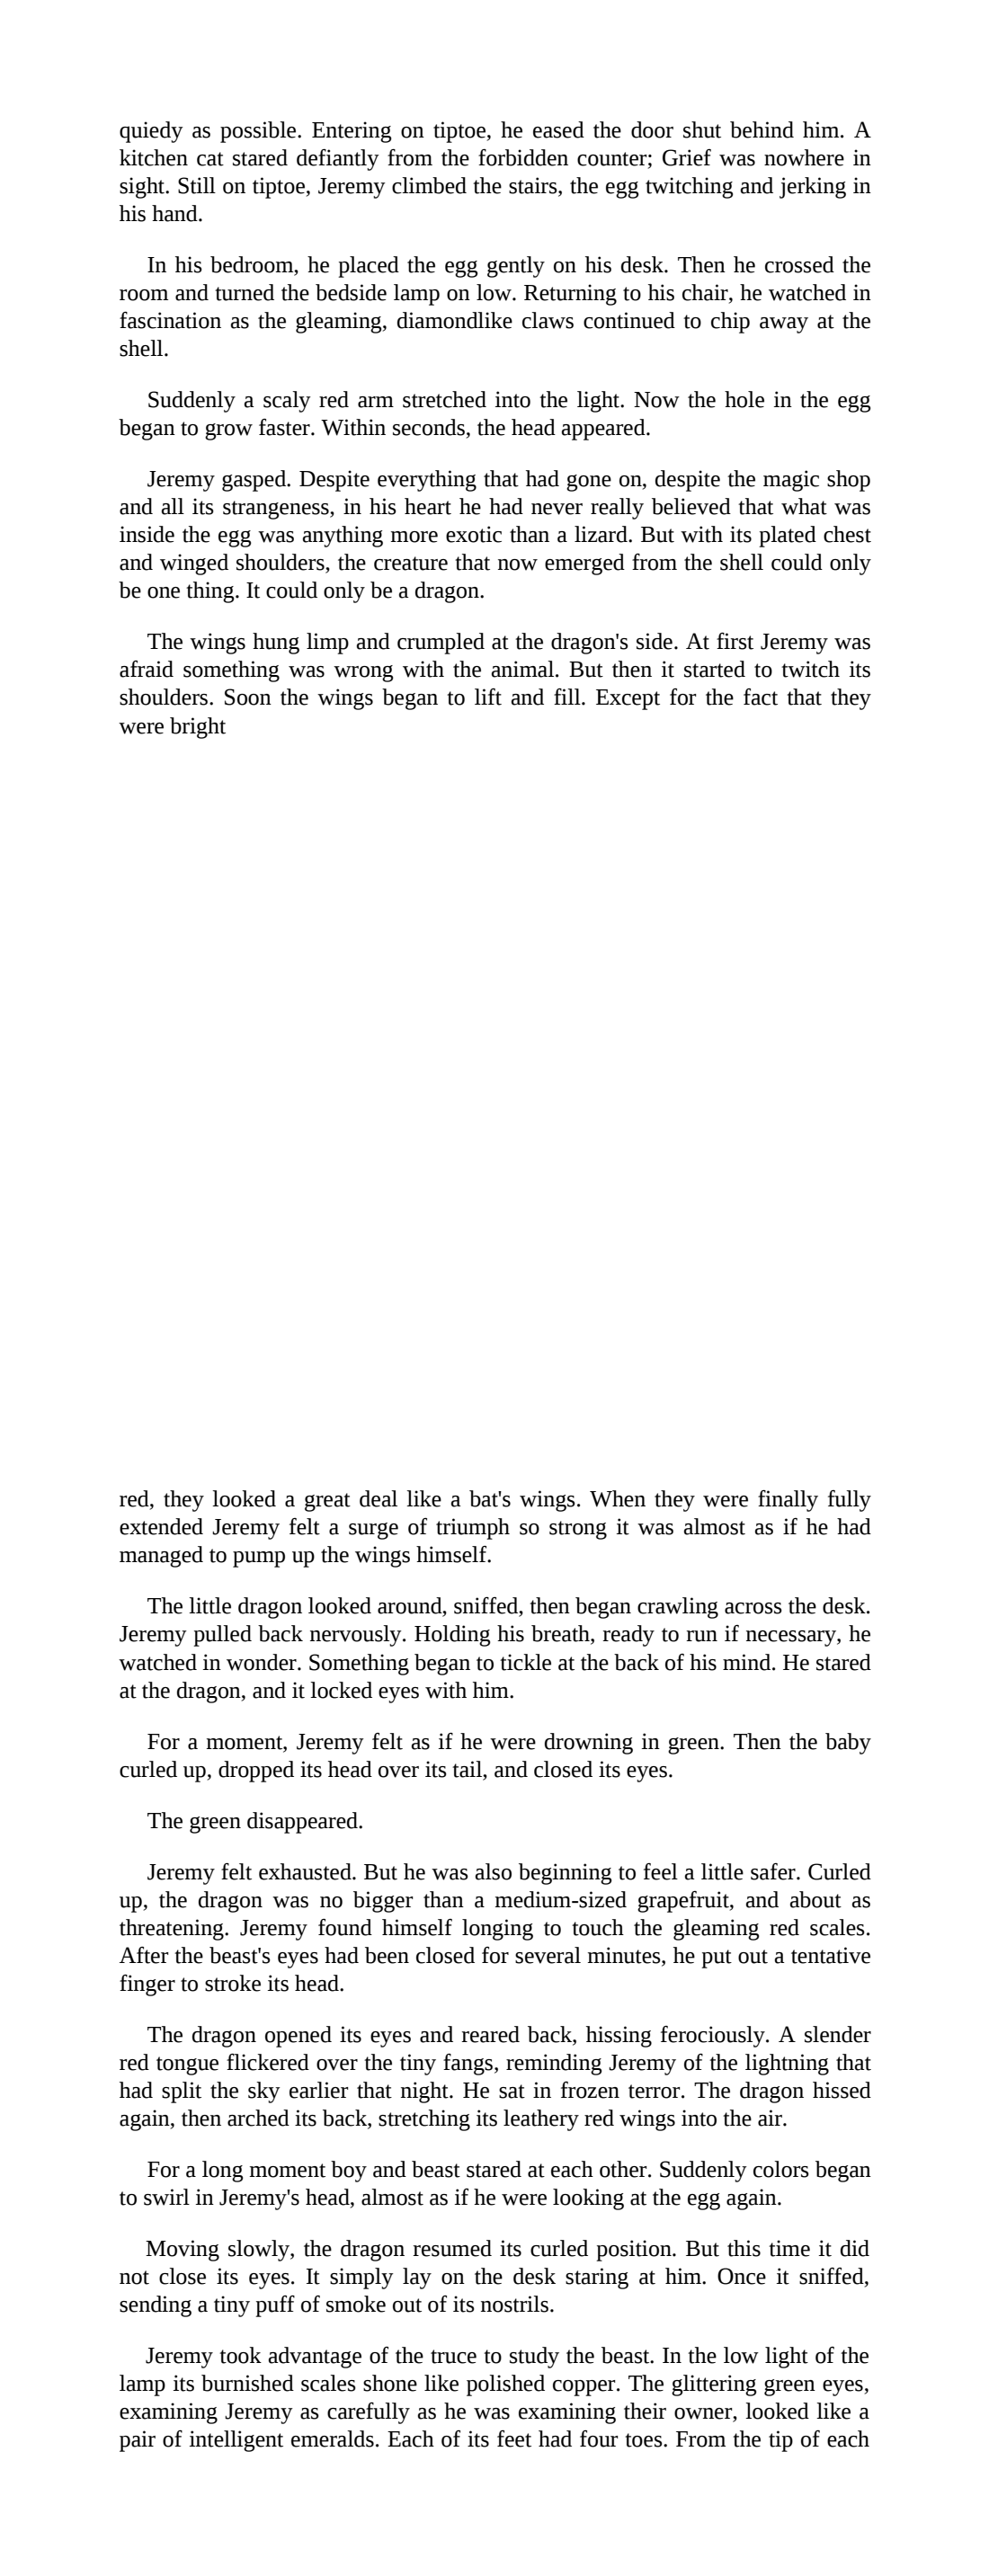 quiedy as possible. Entering on tiptoe, he eased the door shut behind him. A
kitchen cat stared defiantly from the forbidden counter; Grief was nowhere in
sight. Still on tiptoe, Jeremy climbed the stairs, the egg twitching and jerking in
his hand.
In his bedroom, he placed the egg gently on his desk. Then he crossed the
room and turned the bedside lamp on low. Returning to his chair, he watched in
fascination as the gleaming, diamondlike claws continued to chip away at the
shell.
Suddenly a scaly red arm stretched into the light. Now the hole in the egg
began to grow faster. Within seconds, the head appeared.
Jeremy gasped. Despite everything that had gone on, despite the magic shop
and all its strangeness, in his heart he had never really believed that what was
inside the egg was anything more exotic than a lizard. But with its plated chest
and winged shoulders, the creature that now emerged from the shell could only
be one thing. It could only be a dragon.
The wings hung limp and crumpled at the dragon's side. At first Jeremy was
afraid something was wrong with the animal. But then it started to twitch its
shoulders. Soon the wings began to lift and fill. Except for the fact that they
were bright
red, they looked a great deal like a bat's wings. When they were finally fully
extended Jeremy felt a surge of triumph so strong it was almost as if he had
managed to pump up the wings himself.
The little dragon looked around, sniffed, then began crawling across the desk.
Jeremy pulled back nervously. Holding his breath, ready to run if necessary, he
watched in wonder. Something began to tickle at the back of his mind. He stared
at the dragon, and it locked eyes with him.
For a moment, Jeremy felt as if he were drowning in green. Then the baby
curled up, dropped its head over its tail, and closed its eyes.
The green disappeared.
Jeremy felt exhausted. But he was also beginning to feel a little safer. Curled
up, the dragon was no bigger than a medium-sized grapefruit, and about as
threatening. Jeremy found himself longing to touch the gleaming red scales.
After the beast's eyes had been closed for several minutes, he put out a tentative
finger to stroke its head.
The dragon opened its eyes and reared back, hissing ferociously. A slender
red tongue flickered over the tiny fangs, reminding Jeremy of the lightning that
had split the sky earlier that night. He sat in frozen terror. The dragon hissed
again, then arched its back, stretching its leathery red wings into the air.
For a long moment boy and beast stared at each other. Suddenly colors began
to swirl in Jeremy's head, almost as if he were looking at the egg again.
Moving slowly, the dragon resumed its curled position. But this time it did
not close its eyes. It simply lay on the desk staring at him. Once it sniffed,
sending a tiny puff of smoke out of its nostrils.
Jeremy took advantage of the truce to study the beast. In the low light of the
lamp its burnished scales shone like polished copper. The glittering green eyes,
examining Jeremy as carefully as he was examining their owner, looked like a
pair of intelligent emeralds. Each of its feet had four toes. From the tip of each